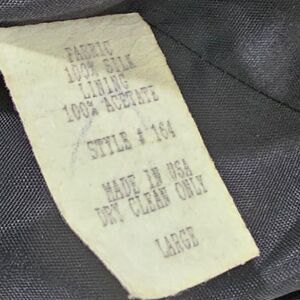 FABRIC
100% SILK
LINING
100% ACETATE
STYLE # 164
MADE IN USA
DRY CLEAN ONLY
LARGE